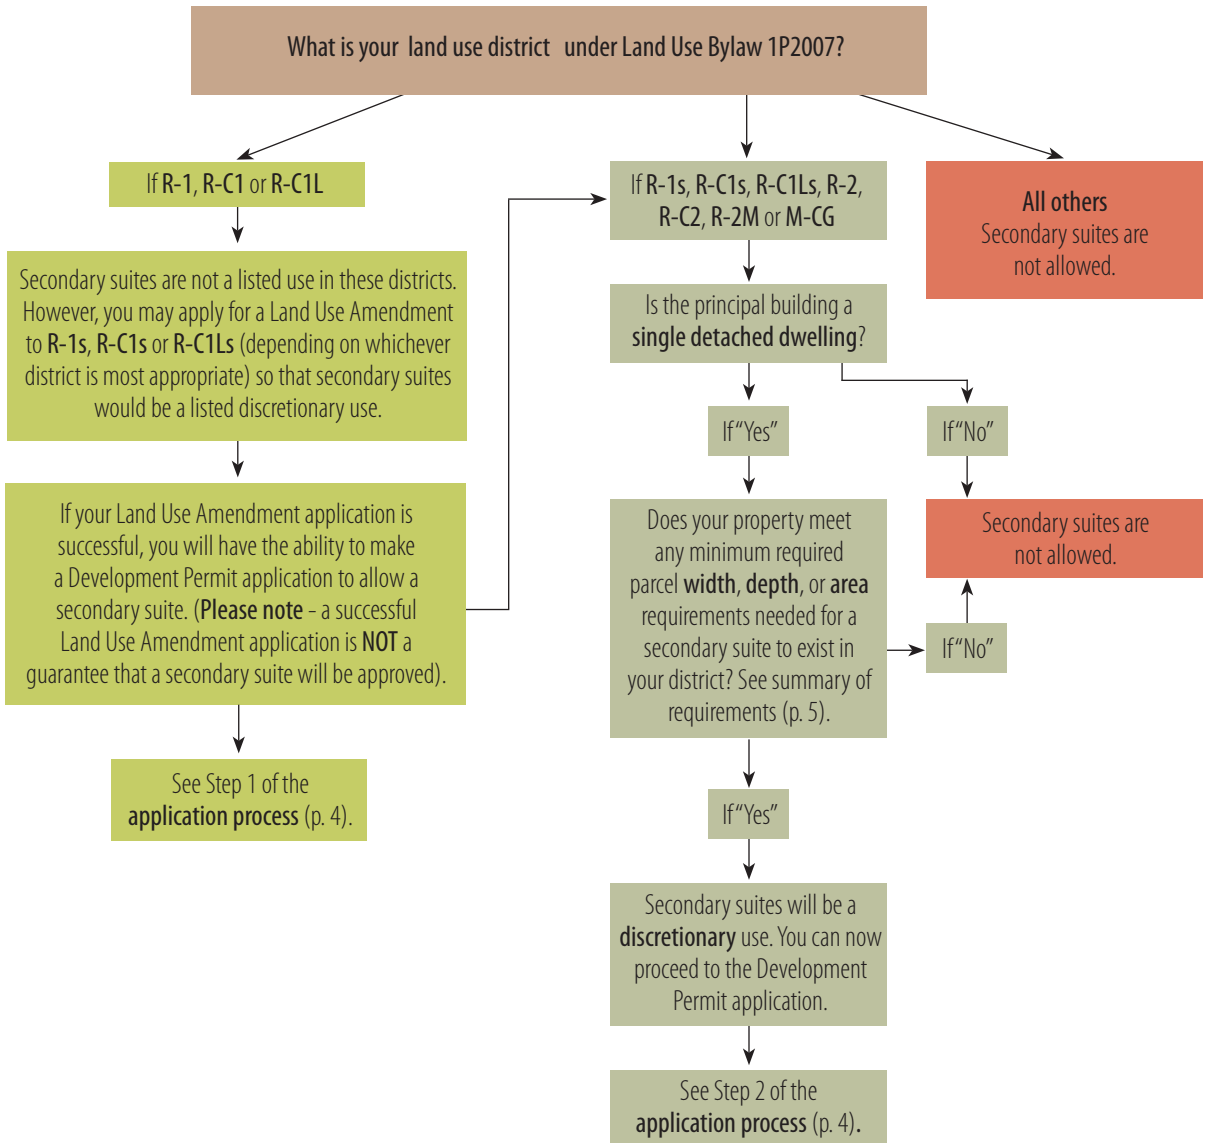 What is your land use district under Land Use Bylaw 1P2007?
If R-1, R-C1 or R-C1L
Secondary suites are not a listed use in these districts.
However, you may apply for a Land Use Amendment
to R-1s, R-C1s or R-C1Ls (depending on whichever
district is most appropriate) so that secondary suites
would be a listed discretionary use.
If your Land Use Amendment application is
successful, you will have the ability to make
a Development Permit application to allow a
secondary suite. (Please note - a successful
Land Use Amendment application is NOT a
guarantee that a secondary suite will be approved).
See Step 1 of the
application process (p. 4).
If R-1s, R-C1s, R-C1Ls, R-2,
R-C2, R-2M or M-CG
Is the principal building a
single detached dwelling?
If "Yes"
If "No"
Secondary suites are
not allowed.
Does your property meet
any minimum required
parcel width, depth, or area
requirements needed for a
secondary suite to exist in
your district? See summary of
requirements (p. 5).
If "No"
If "Yes"
Secondary suites will be a
discretionary use. You can now
proceed to the Development
Permit application.
See Step 2 of the
application process (p. 4).
All others
Secondary suites are
not allowed.